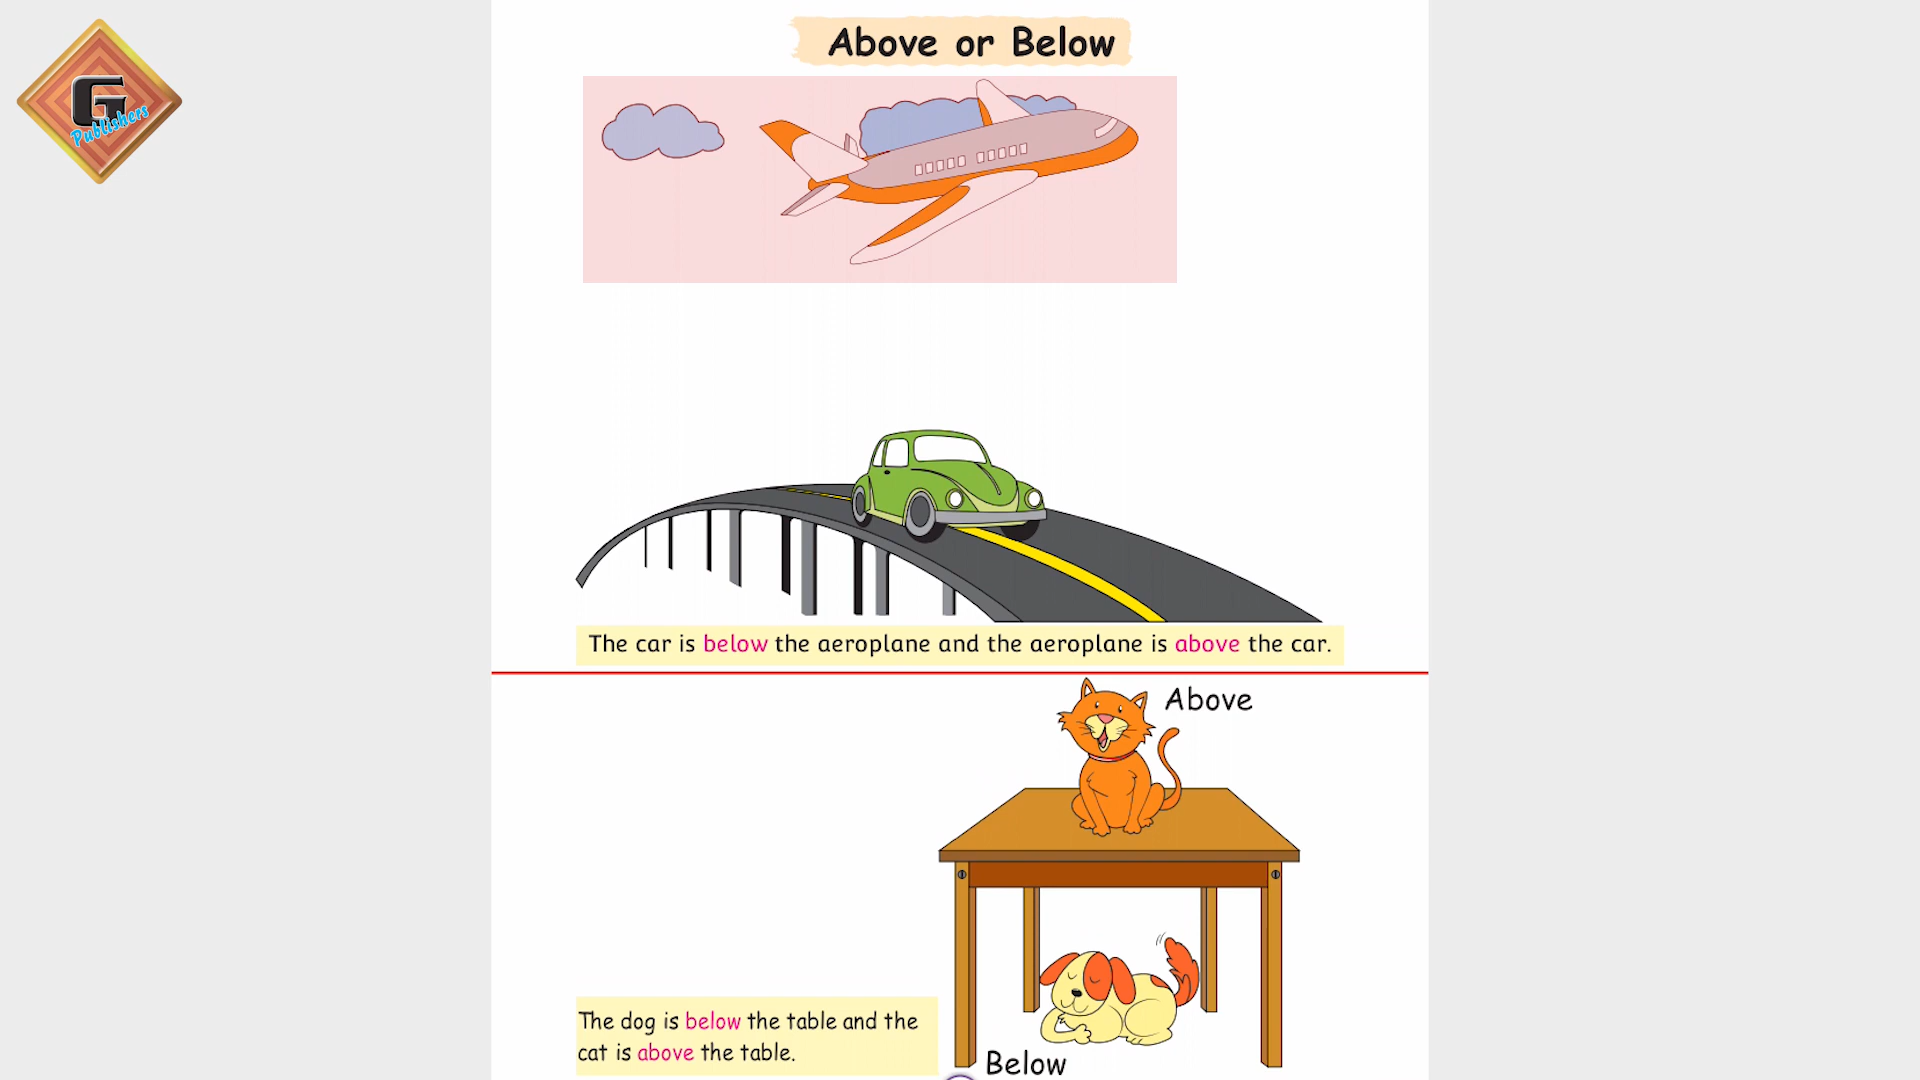 G
Publishers
Above or Below
The car is below the aeroplane and the aeroplane is above the car.
Above
The dog is below the table and the
cat is above the table.
Below